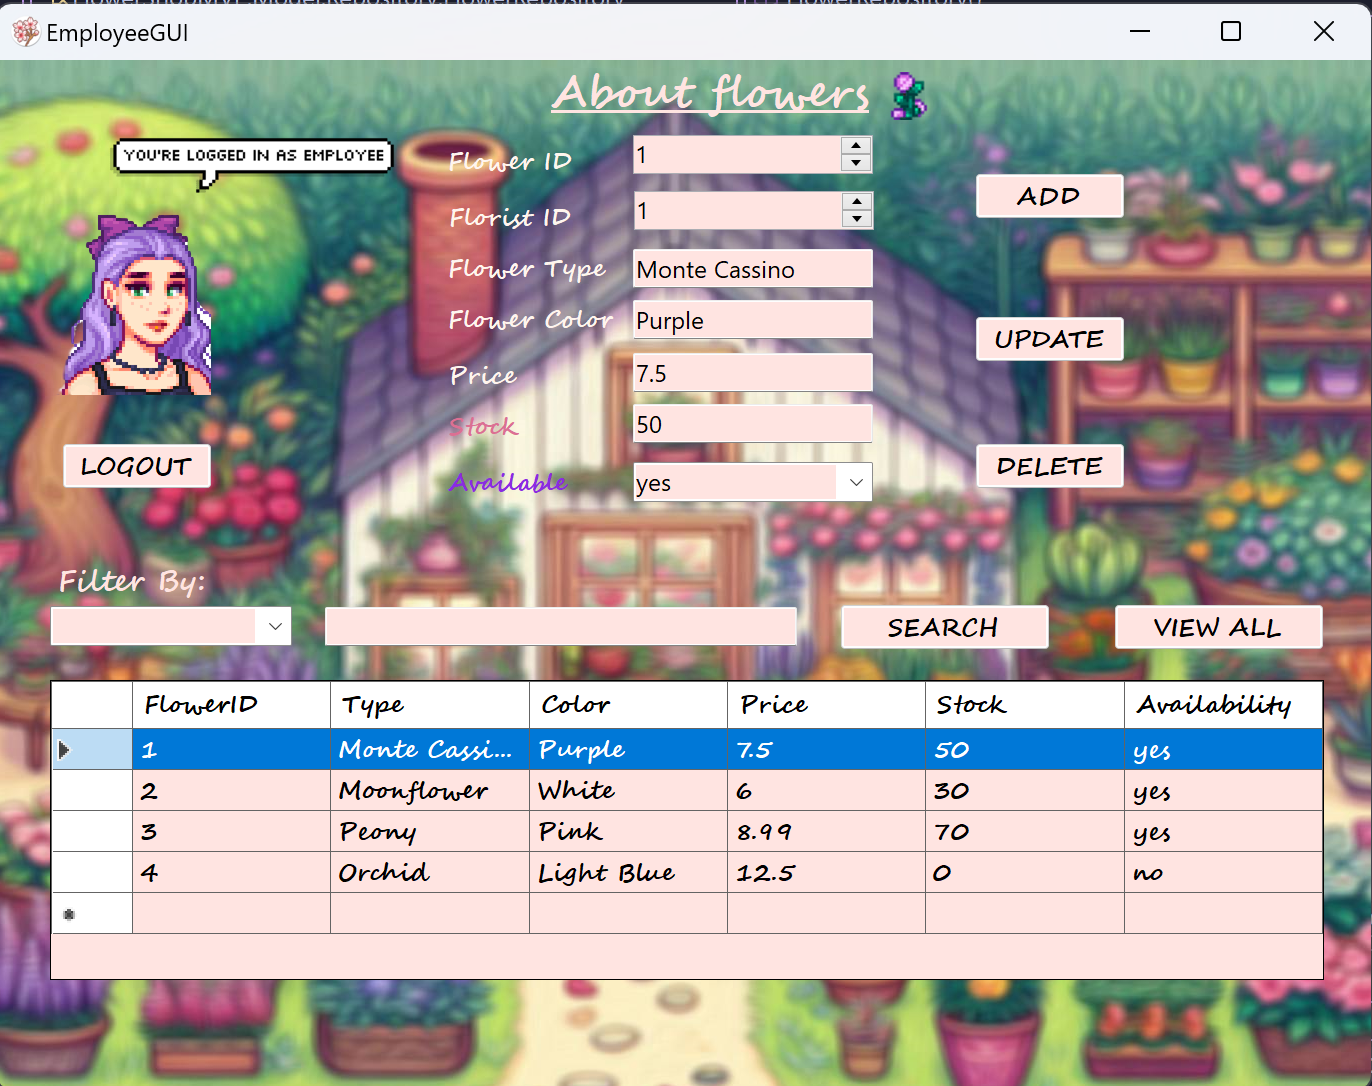 EmployeeGUI
About flowers
YOU'RE LOGGED IN AS EMPLOYEE
Flower ID 1
Florist ID 1
Flower Type Monte Cassino
Flower Color Purple
Price 7.5
Stock 50
Available yes
ADD
UPDATE
DELETE
LOGOUT
Filter By:
SEARCH VIEW ALL
FlowerID Type Color Price Stock Availability
1 Monte Cassi... Purple 7.5 50 yes
2 Moonflower White 6 30 yes
3 Peony Pink 8.99 70 yes
4 Orchid Light Blue 12.5 0 no